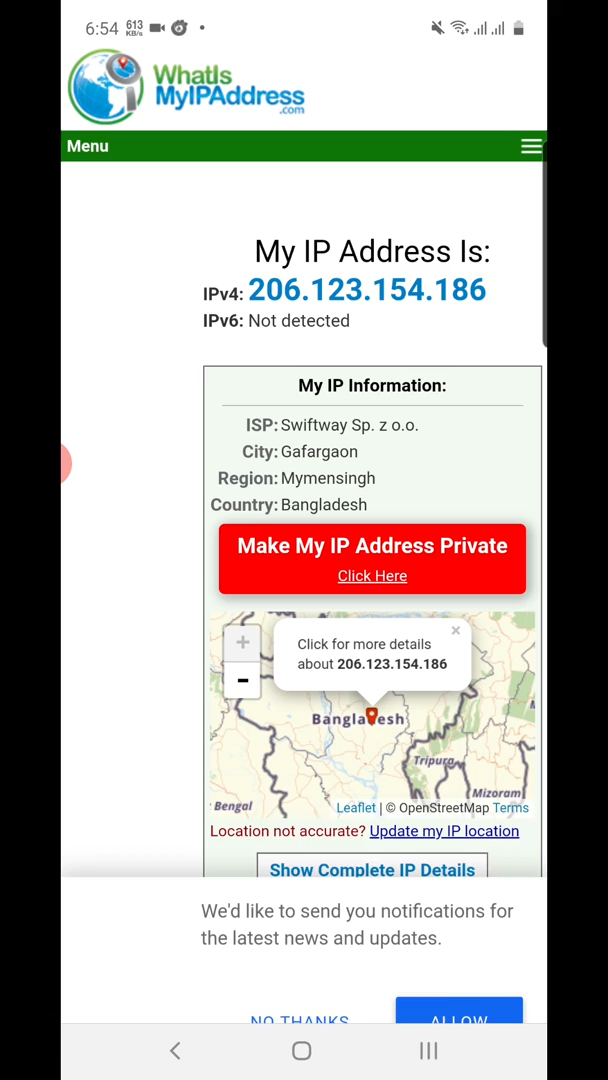 6:54 613 KB/s
WhatIs
MyIPAddress
.com
Menu
My IP Address Is:
IPv4: 206.123.154.186
IPv6: Not detected
My IP Information:
ISP: Swiftway Sp. z o.o.
City: Gafargaon
Region: Mymensingh
Country: Bangladesh
Make My IP Address Private
Click Here
+
-
Click for more details
about 206.123.154.186
×
Bangladesh
Tripura
Mizoram
Bengal
Leaflet | © OpenStreetMap Terms
Location not accurate? Update my IP location
Show Complete IP Details
We'd like to send you notifications for
the latest news and updates.
NO THANKS ALLOW